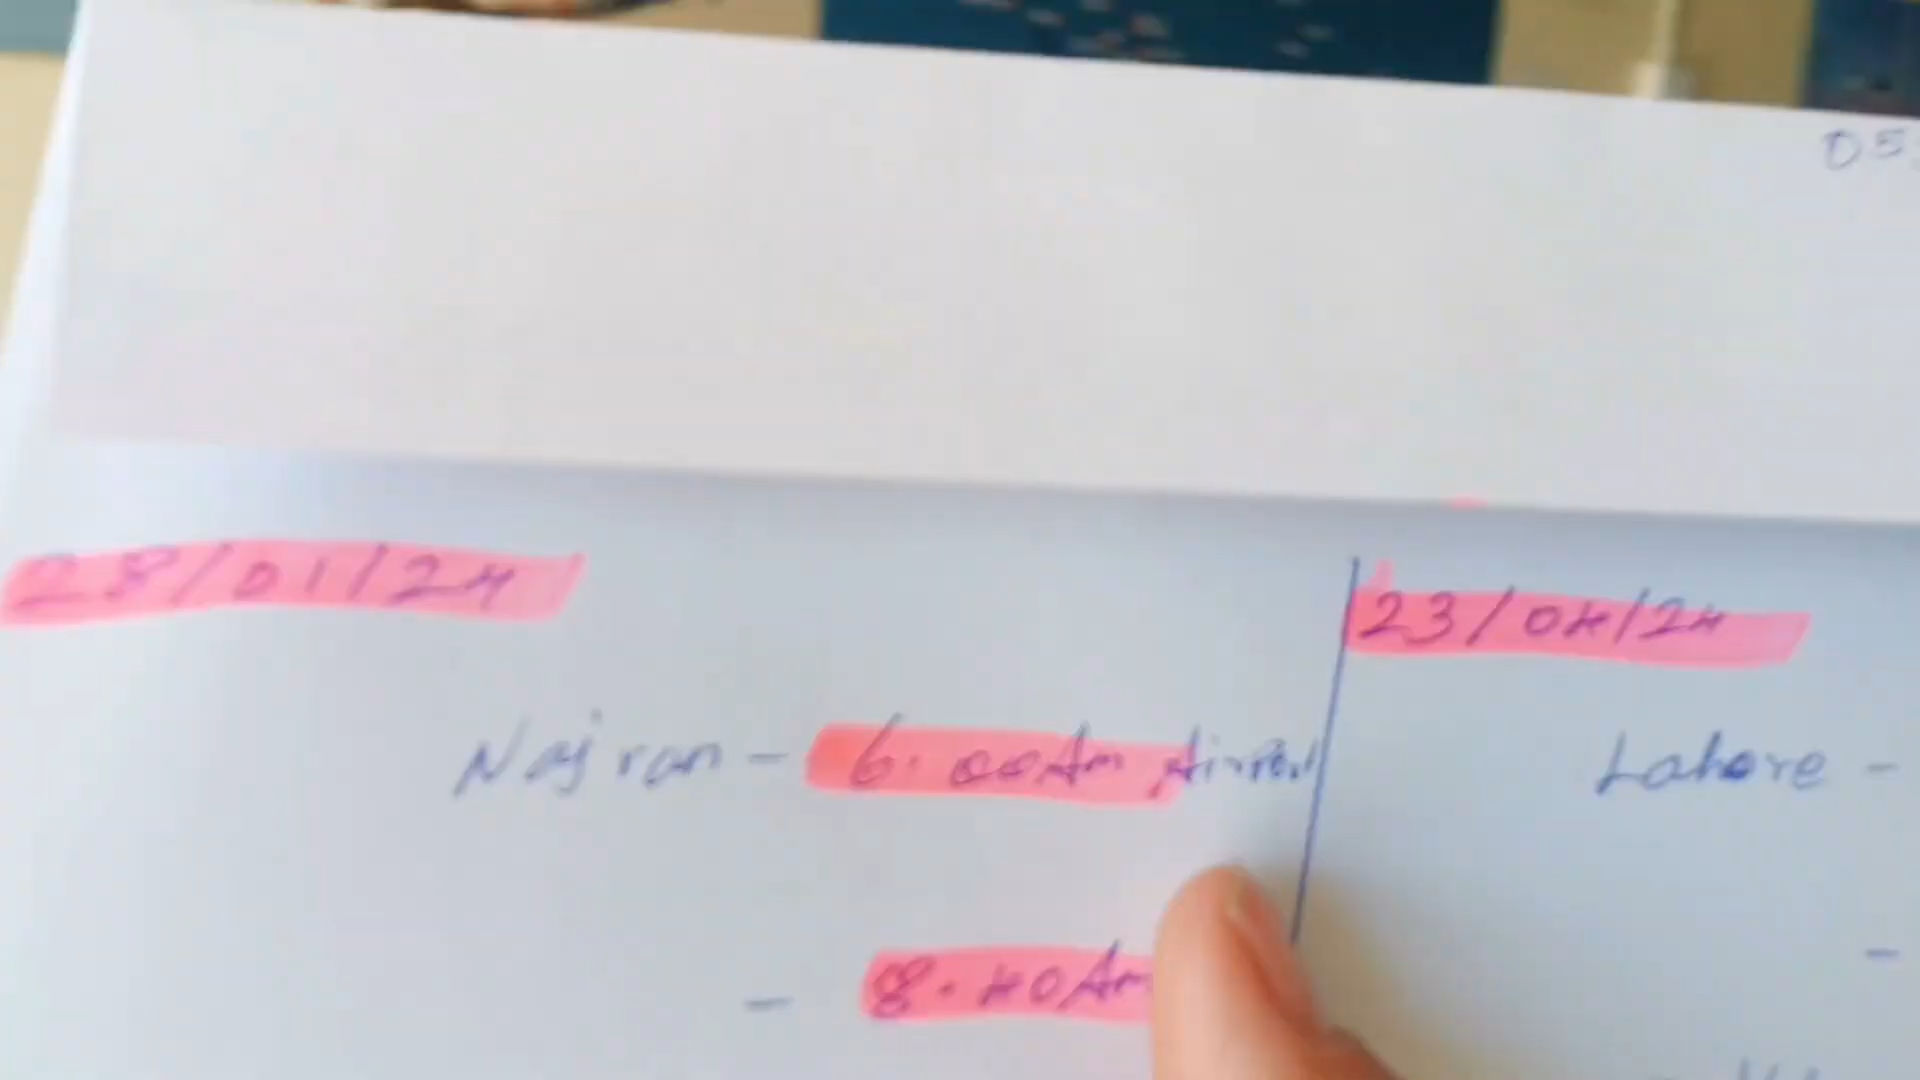 28/01/24
Najran - 6.00Am Airport
- 8.40Am
23/04/24
Lahore -
-